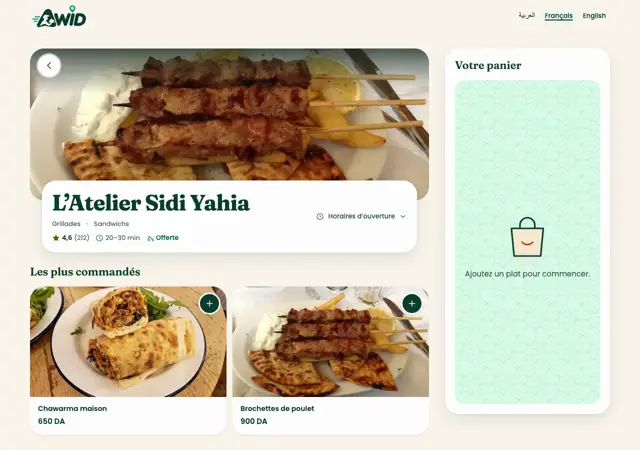 AWiD
العربية
Français
English
L’Atelier Sidi Yahia
Grillades · Sandwichs
4,6 (212) 20–30 min Offerte
Horaires d’ouverture
Les plus commandés
Chawarma maison
650 DA
Brochettes de poulet
900 DA
Votre panier
Ajoutez un plat pour commencer.